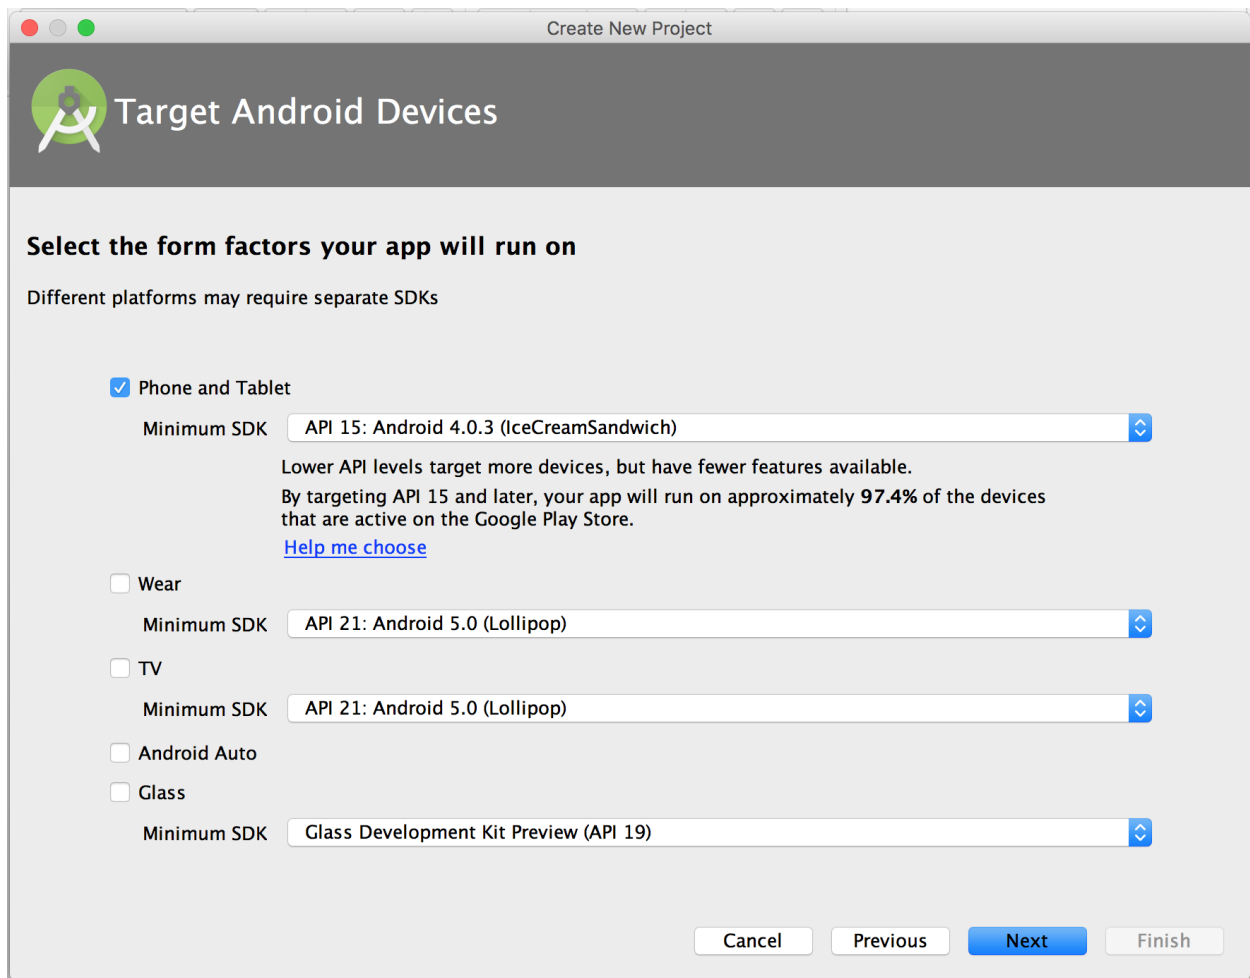 Create New Project
Target Android Devices
Select the form factors your app will run on
Different platforms may require separate SDKs
Phone and Tablet
Minimum SDK API 15: Android 4.0.3 (IceCreamSandwich)
Lower API levels target more devices, but have fewer features available.
By targeting API 15 and later, your app will run on approximately 97.4% of the devices
that are active on the Google Play Store.
Help me choose
Wear
Minimum SDK API 21: Android 5.0 (Lollipop)
TV
Minimum SDK API 21: Android 5.0 (Lollipop)
Android Auto
Glass
Minimum SDK Glass Development Kit Preview (API 19)
Cancel Previous Next Finish